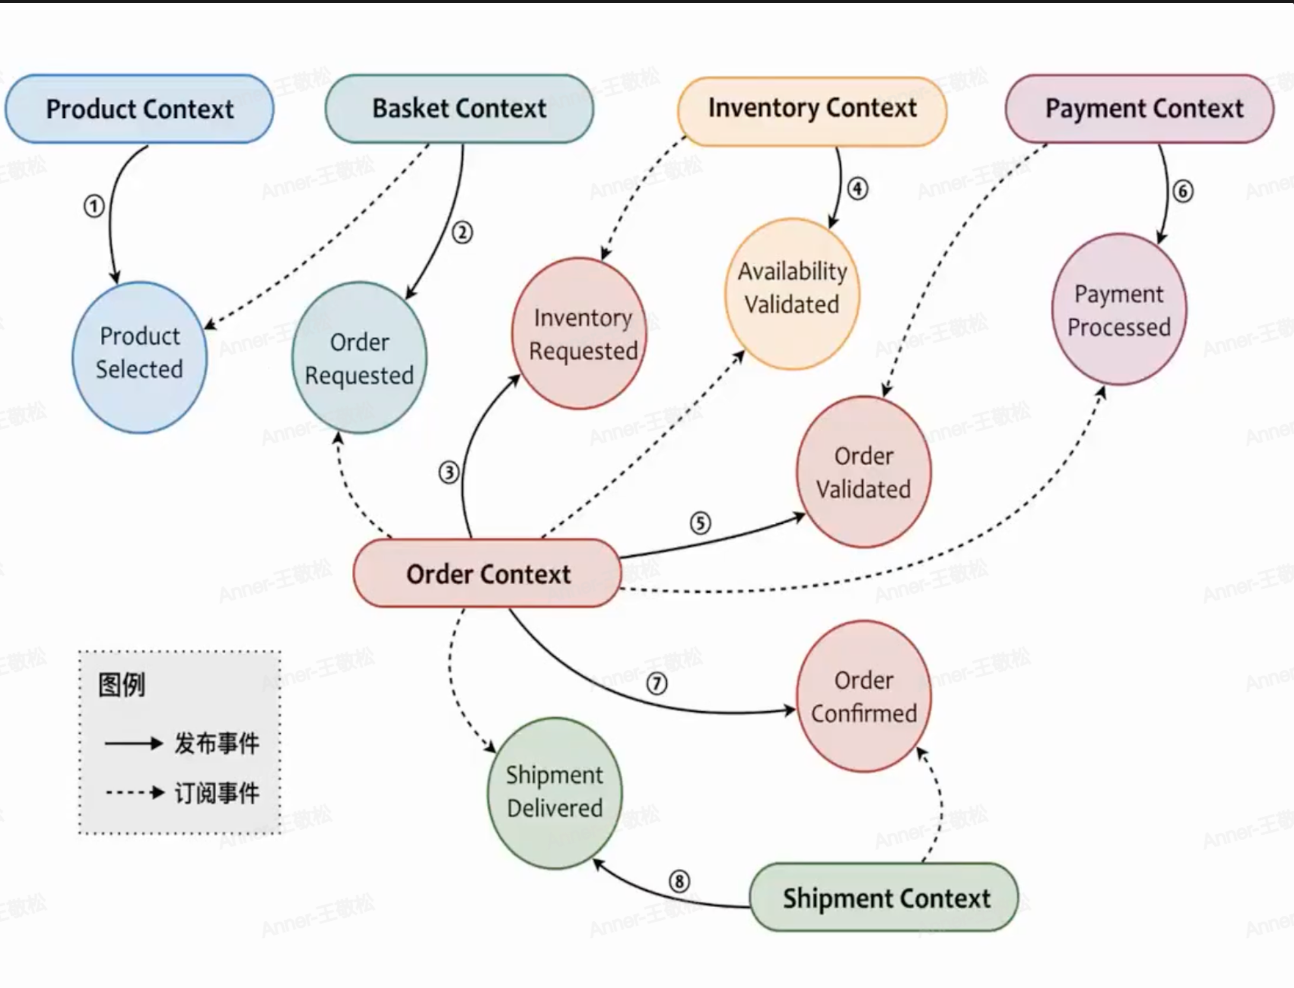 Product Context
Basket Context
Inventory Context
Payment Context
①
②
④
⑥
Product
Selected
Order
Requested
Inventory
Requested
Availability
Validated
Payment
Processed
③
Order
Validated
⑤
Order Context
图例
发布事件
订阅事件
⑦
Order
Confirmed
Shipment
Delivered
⑧
Shipment Context
Anner-王敬松